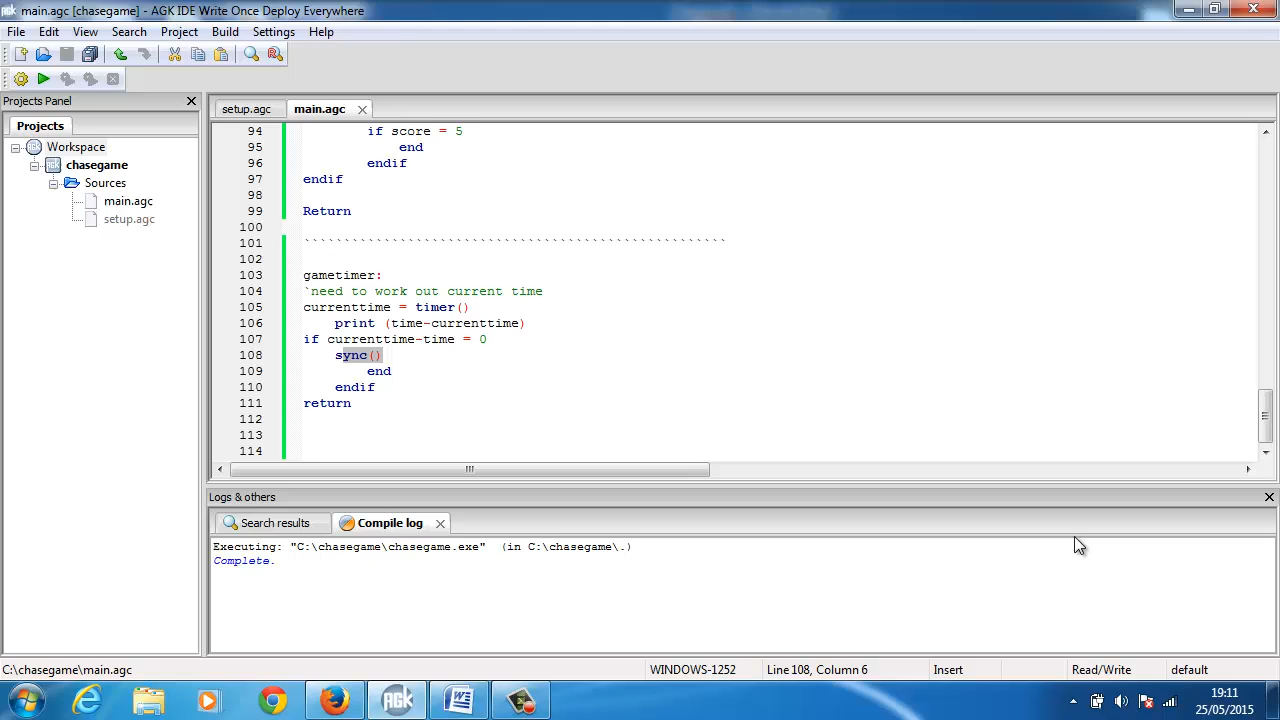 main.agc [chasegame] - AGK IDE Write Once Deploy Everywhere
File Edit View Search Project Build Settings Help
Projects Panel
Projects
Workspace
chasegame
Sources
main.agc
setup.agc
setup.agc main.agc
94 if score = 5
95 end
96 endif
97 endif
98
99 Return
100
101 `````````````````````````````````````````````````````
102
103 gametimer:
104 `need to work out current time
105 currenttime = timer()
106 print (time-currenttime)
107 if currenttime-time = 0
108 sync()
109 end
110 endif
111 return
112
113
114
Logs & others
Search results Compile log
Executing: "C:\chasegame\chasegame.exe" (in C:\chasegame\.)
Complete.
C:\chasegame\main.agc WINDOWS-1252 Line 108, Column 6 Insert Read/Write default
AGK
19:11
25/05/2015